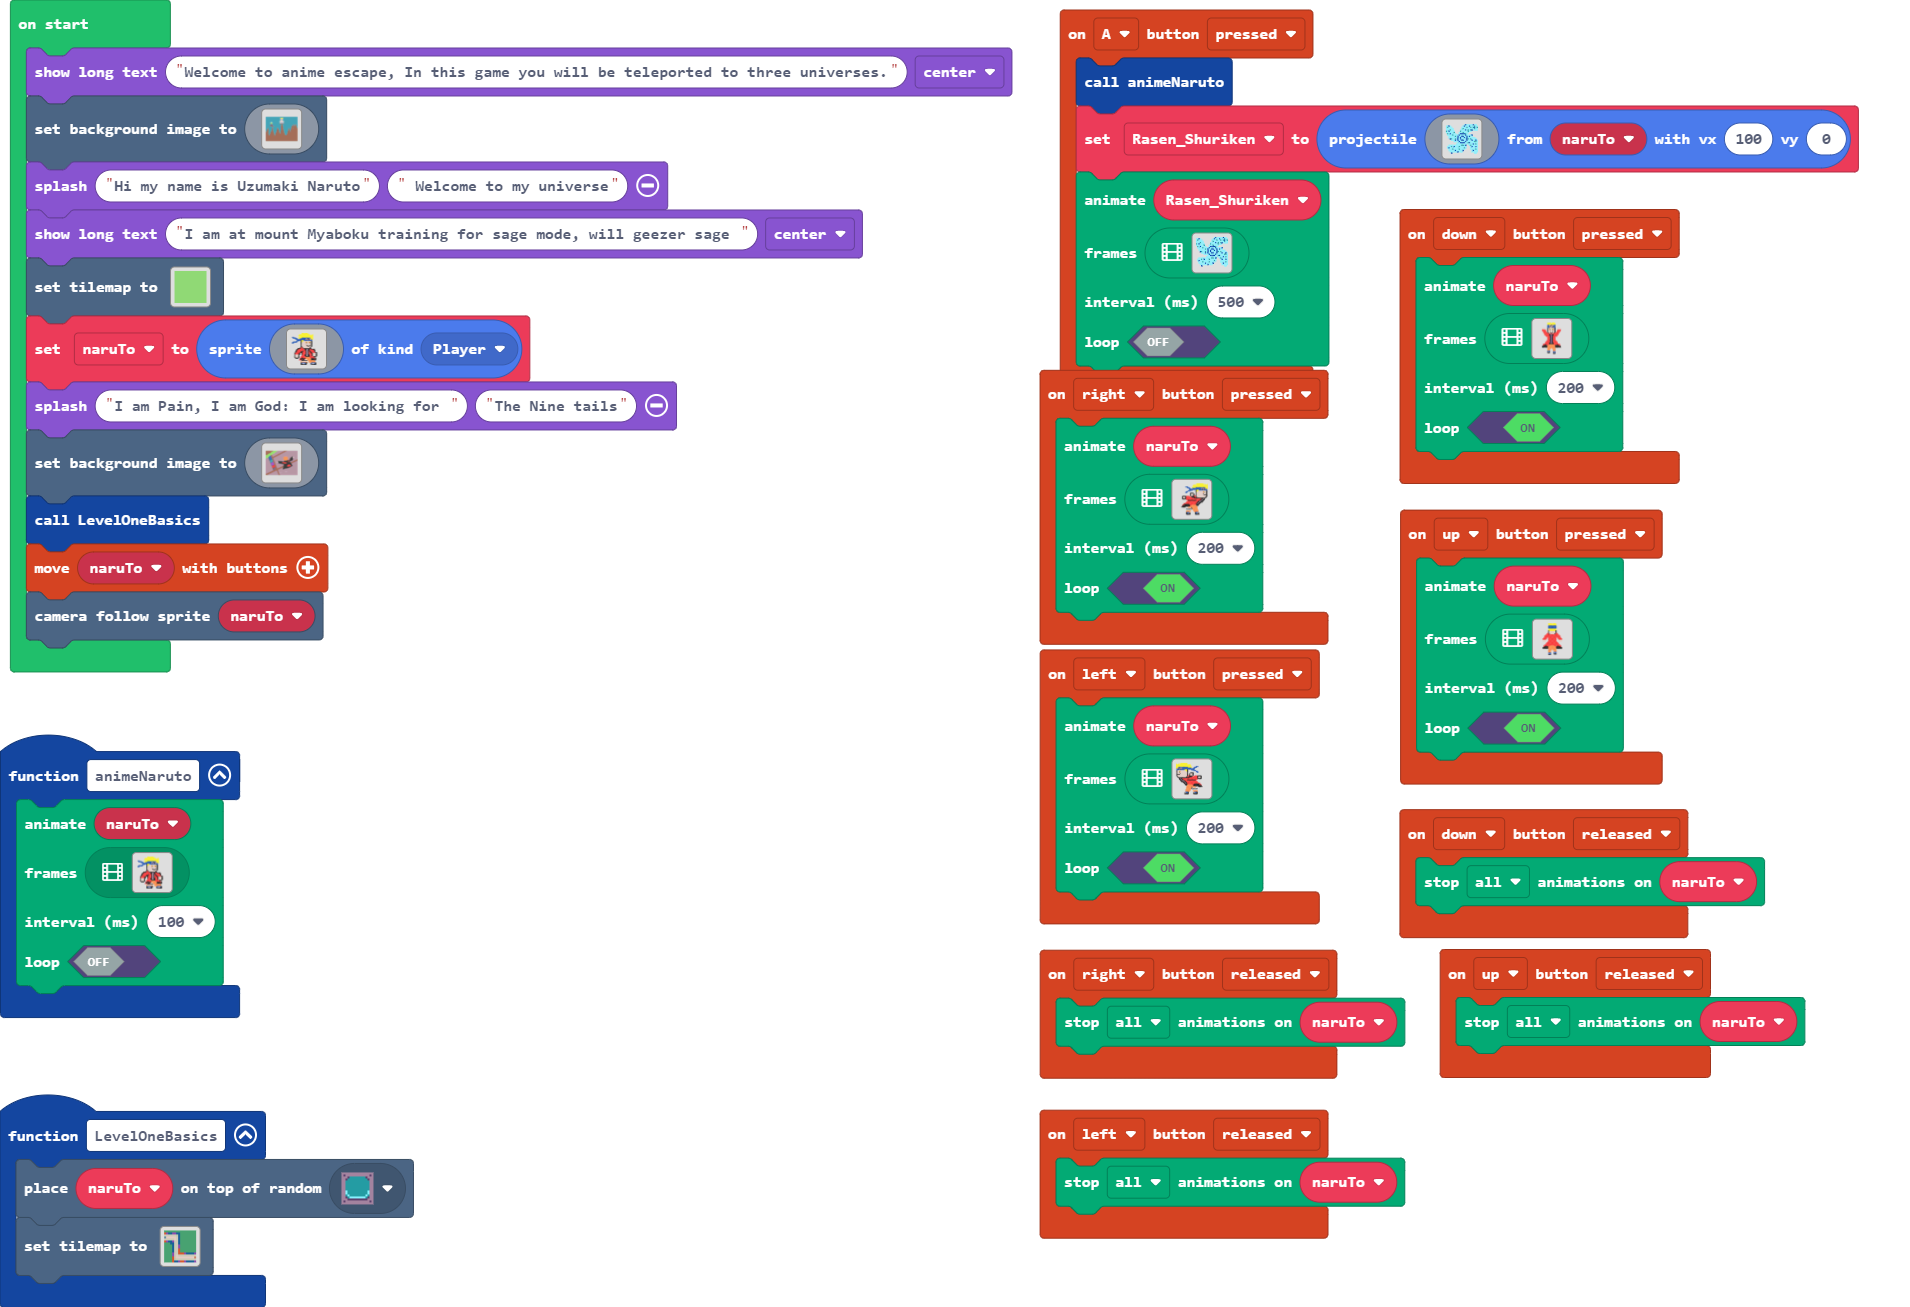 on start
show long text "Welcome to anime escape, In this game you will be teleported to three universes." center
set background image to
splash "Hi my name is Uzumaki Naruto" " Welcome to my universe"
show long text "I am at mount Myaboku training for sage mode, will geezer sage " center
set tilemap to
set naruTo to sprite of kind Player
splash "I am Pain, I am God: I am looking for " "The Nine tails"
set background image to
call LevelOneBasics
move naruTo with buttons
camera follow sprite naruTo
function animeNaruto
animate naruTo
frames
interval (ms) 100
loop OFF
function LevelOneBasics
place naruTo on top of random
set tilemap to
on A button pressed
call animeNaruto
set Rasen_Shuriken to projectile from naruTo with vx 100 vy 0
animate Rasen_Shuriken
frames
interval (ms) 500
loop OFF
on right button pressed
animate naruTo
frames
interval (ms) 200
loop ON
on left button pressed
animate naruTo
frames
interval (ms) 200
loop ON
on right button released
stop all animations on naruTo
on left button released
stop all animations on naruTo
on down button pressed
animate naruTo
frames
interval (ms) 200
loop ON
on up button pressed
animate naruTo
frames
interval (ms) 200
loop ON
on down button released
stop all animations on naruTo
on up button released
stop all animations on naruTo